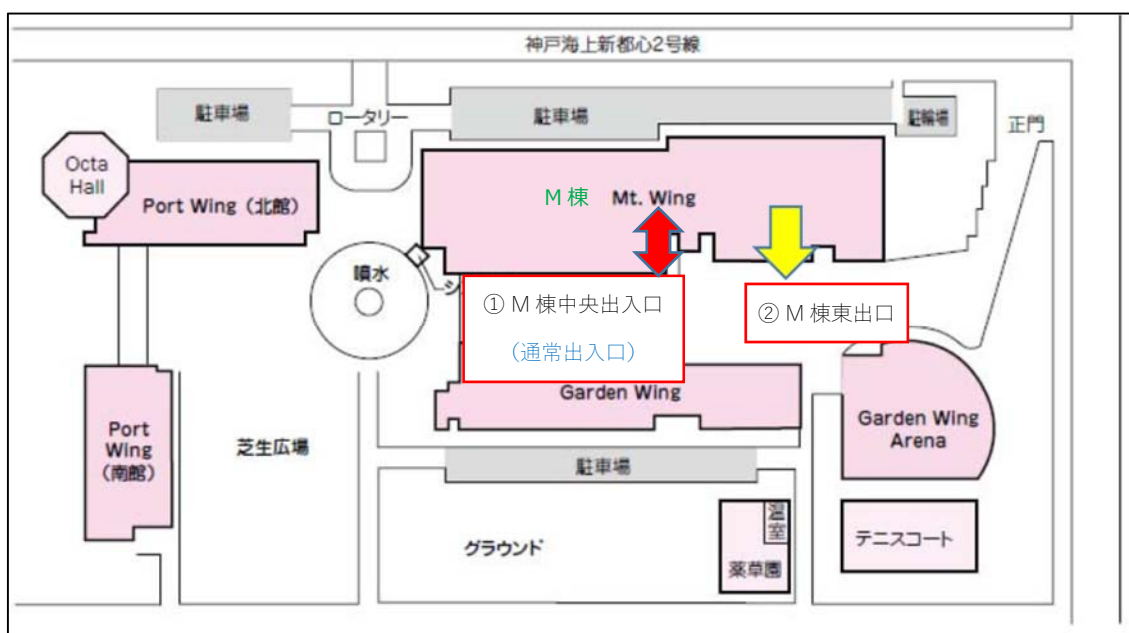 神戸海上新都心2号線
駐車場
ロータリー
駐車場
駐輪場
正門
Octa
Hall
Port Wing（北館）
M 棟 Mt. Wing
噴水
① M 棟中央出入口
（通常出入口）
② M 棟東出口
Garden Wing
Garden Wing
Arena
Port
Wing
（南館）
芝生広場
駐車場
グラウンド
温室
薬草園
テニスコート